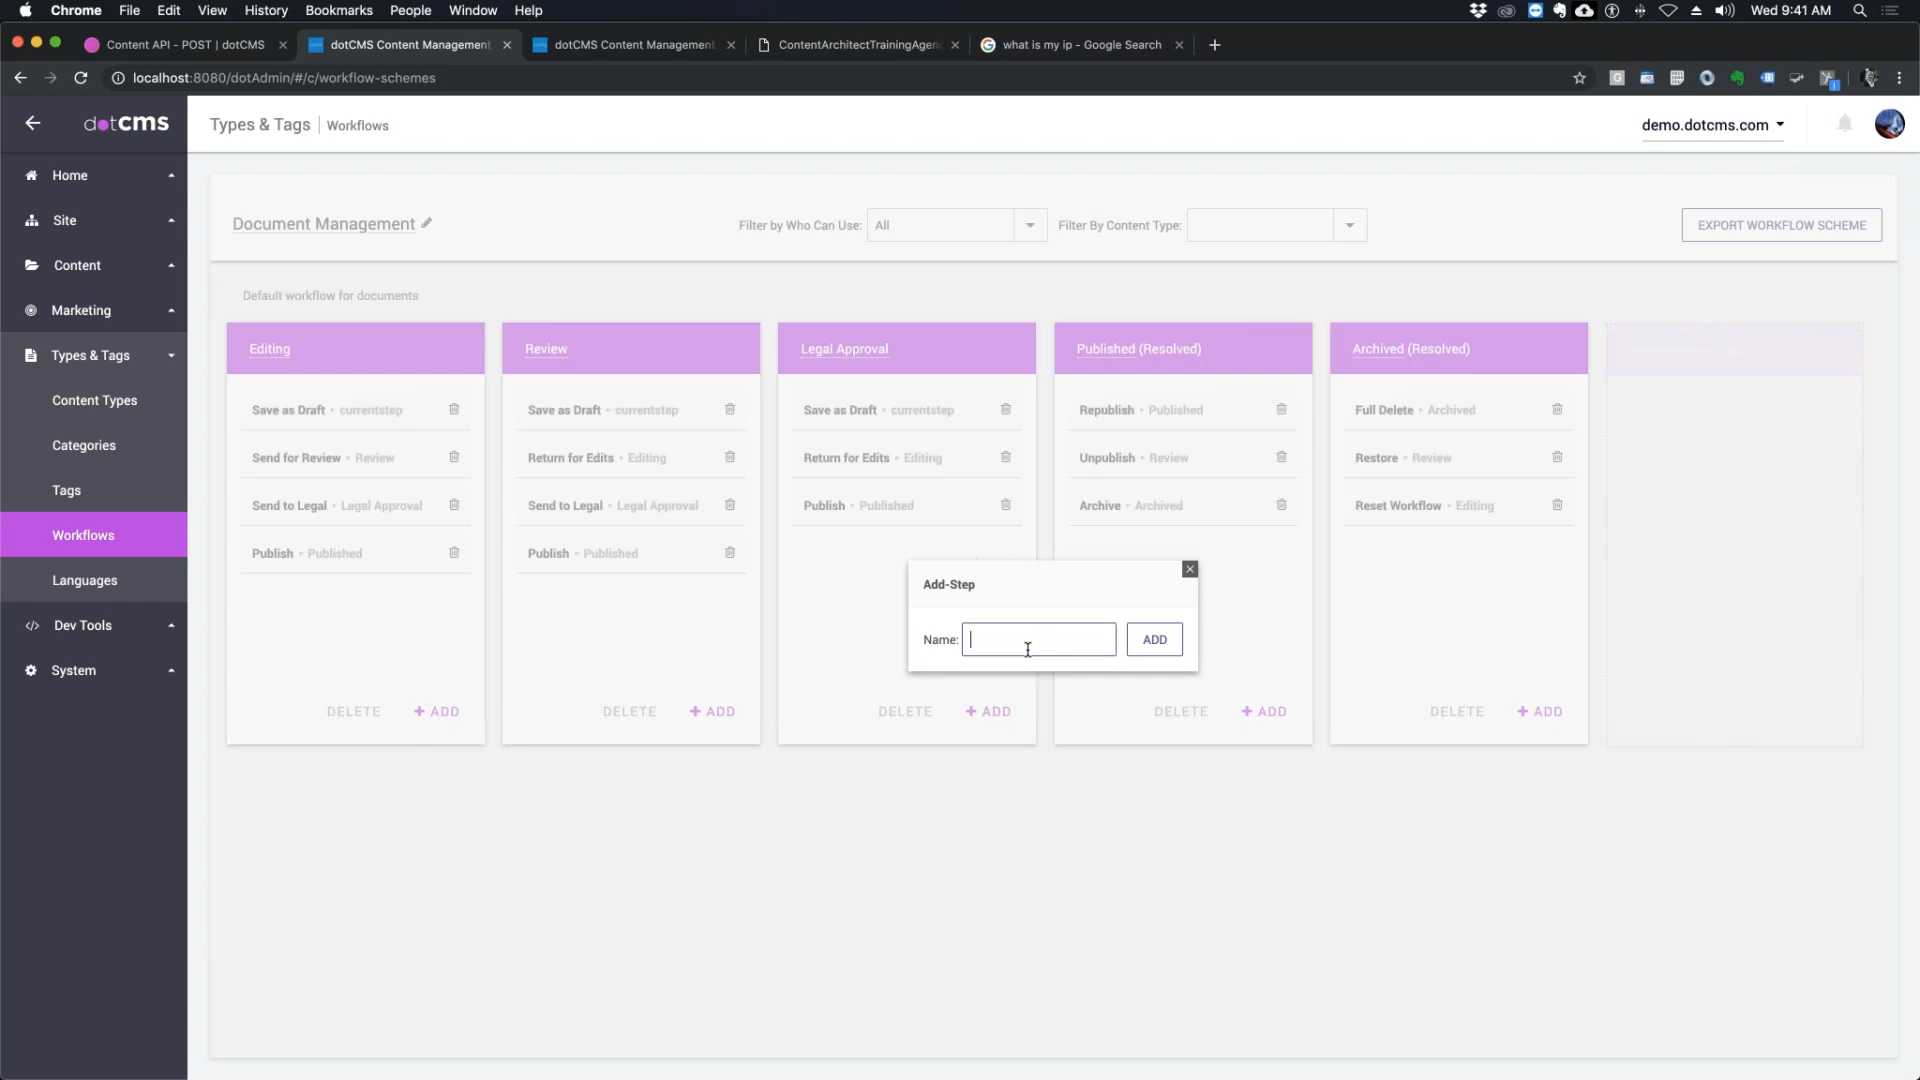 Chrome File Edit View History Bookmarks People Window Help Wed 9:41 AM
Content API - POST | dotCMS dotCMS Content Management dotCMS Content Management ContentArchitectTrainingAgen what is my ip - Google Search
localhost:8080/dotAdmin/#/c/workflow-schemes
dotCMS Types & Tags Workflows demo.dotcms.com
Home
Site
Content
Marketing
Types & Tags
Content Types
Categories
Tags
Workflows
Languages
Dev Tools
System
Document Management Filter by Who Can Use: All Filter By Content Type: EXPORT WORKFLOW SCHEME
Default workflow for documents
Editing
Save as Draft • currentstep
Send for Review • Review
Send to Legal • Legal Approval
Publish • Published
DELETE + ADD
Review
Save as Draft • currentstep
Return for Edits • Editing
Send to Legal • Legal Approval
Publish • Published
DELETE + ADD
Legal Approval
Save as Draft • currentstep
Return for Edits • Editing
Publish • Published
DELETE + ADD
Published (Resolved)
Republish • Published
Unpublish • Review
Archive • Archived
DELETE + ADD
Archived (Resolved)
Full Delete • Archived
Restore • Review
Reset Workflow • Editing
DELETE + ADD
Add-Step
Name: ADD